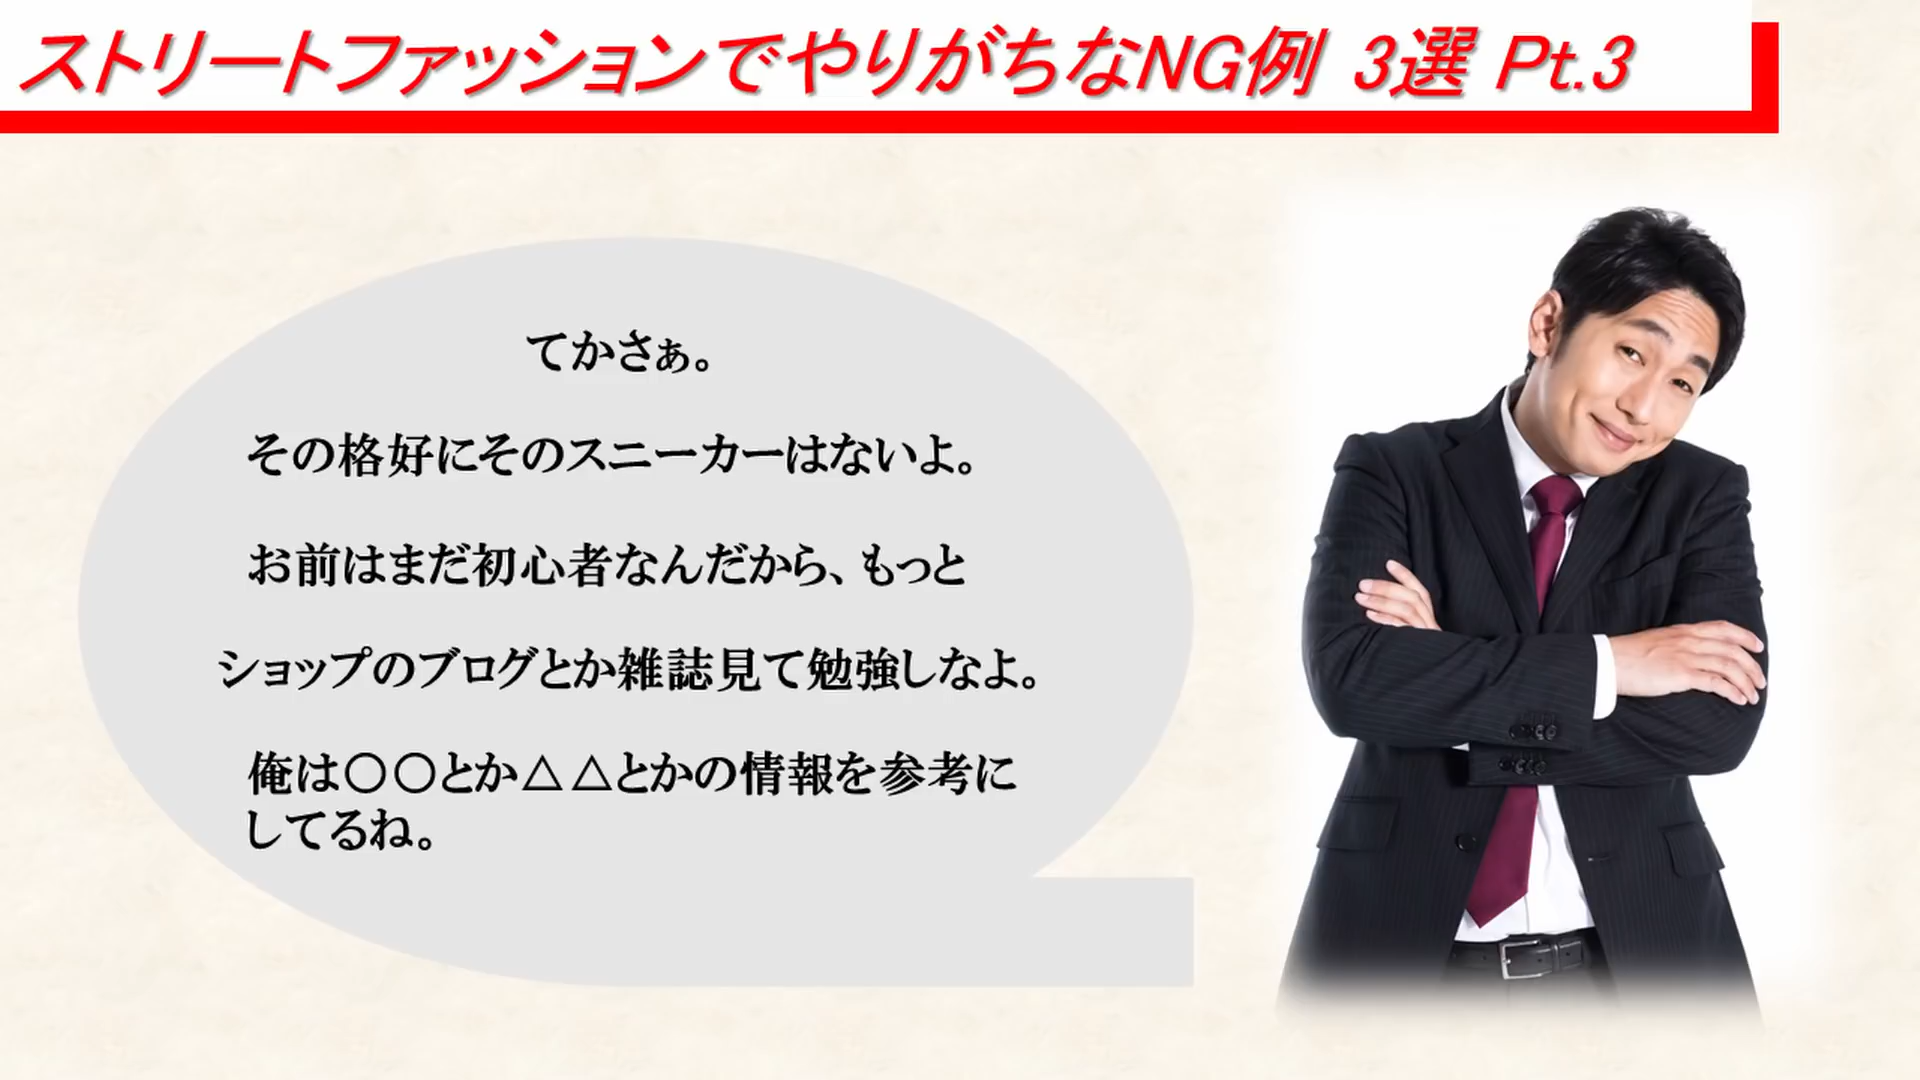 ストリートファッションでやりがちなNG例 3選 Pt.3
てかさぁ。
その格好にそのスニーカーはないよ。
お前はまだ初心者なんだから、もっと
ショップのブログとか雑誌見て勉強しなよ。
俺は〇〇とか△△とかの情報を参考に
してるね。